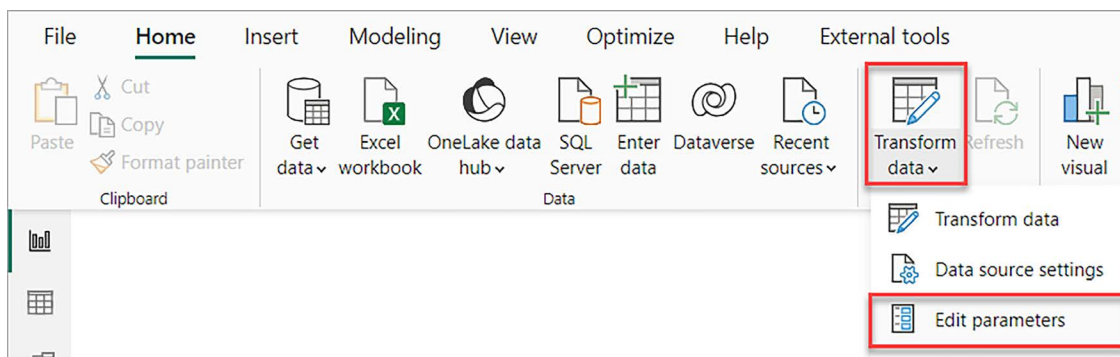 File Home Insert Modeling View Optimize Help External tools
Cut
Copy
Format painter
Paste
Clipboard
Get data
Excel workbook
OneLake data hub
SQL Server
Enter data
Dataverse
Recent sources
Data
Transform data
Refresh
New visual
Transform data
Data source settings
Edit parameters